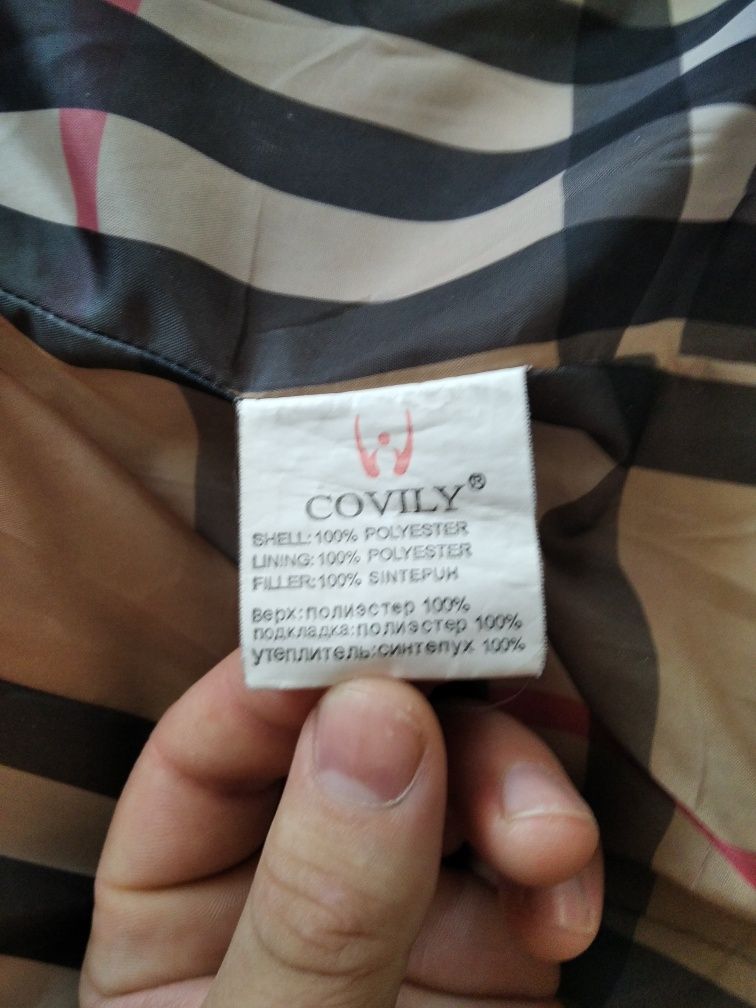 COVILY®
SHELL:100% POLYESTER
LINING:100% POLYESTER
FILLER:100% SINTEPUH
верх:полиэстер 100%
подкладка:полиэстер 100%
утеплитель:синтепух 100%